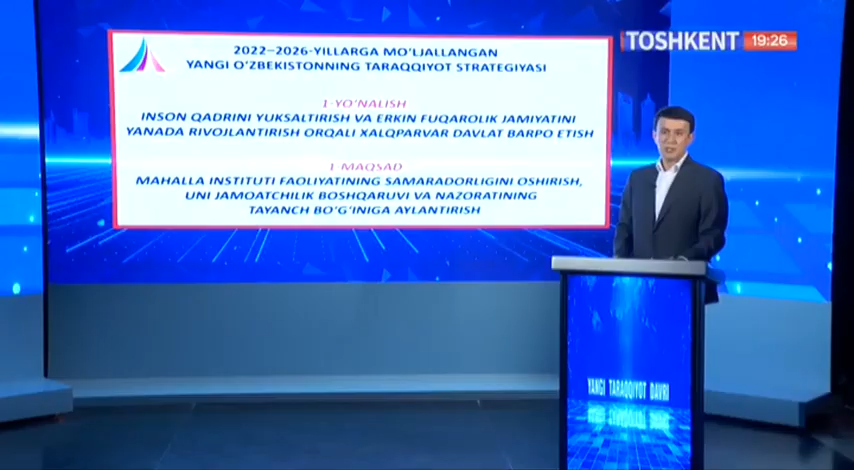 2022–2026-YILLARGA MO'LJALLANGAN
YANGI O'ZBEKISTONNING TARAQQIYOT STRATEGIYASI
1-YO'NALISH
INSON QADRINI YUKSALTIRISH VA ERKIN FUQAROLIK JAMIYATINI
YANADA RIVOJLANTIRISH ORQALI XALQPARVAR DAVLAT BARPO ETISH
1 MAQSAD
MAHALLA INSTITUTI FAOLIYATINING SAMARADORLIGINI OSHIRISH,
UNI JAMOATCHILIK BOSHQARUVI VA NAZORATINING
TAYANCH BO'G'INIGA AYLANTIRISH
TOSHKENT 19:26
YANGI TARAQQIYOT DAVRI